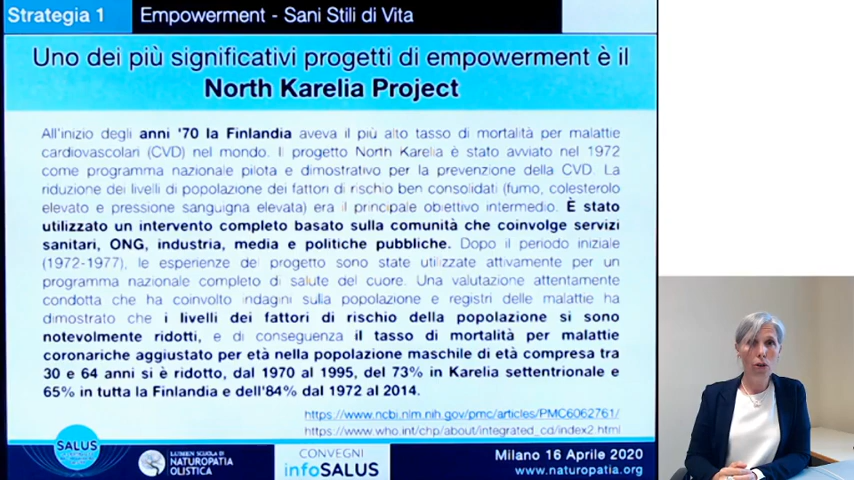 Strategia 1
Empowerment - Sani Stili di Vita
Uno dei più significativi progetti di empowerment è il
North Karelia Project
All'inizio degli anni '70 la Finlandia aveva il più alto tasso di mortalità per malattie
cardiovascolari (CVD) nel mondo. Il progetto North Karelia è stato avviato nel 1972
come programma nazionale pilota e dimostrativo per la prevenzione della CVD. La
riduzione dei livelli di popolazione dei fattori di rischio ben consolidati (fumo, colesterolo
elevato e pressione sanguigna elevata) era il principale obiettivo intermedio. È stato
utilizzato un intervento completo basato sulla comunità che coinvolge servizi
sanitari, ONG, industria, media e politiche pubbliche. Dopo il periodo iniziale
(1972-1977), le esperienze del progetto sono state utilizzate attivamente per un
programma nazionale completo di salute del cuore. Una valutazione attentamente
condotta che ha coinvolto indagini sulla popolazione e registri delle malattie ha
dimostrato che i livelli dei fattori di rischio della popolazione si sono
notevolmente ridotti, e di conseguenza il tasso di mortalità per malattie
coronariche aggiustato per età nella popolazione maschile di età compresa tra
30 e 64 anni si è ridotto, dal 1970 al 1995, del 73% in Karelia settentrionale e
65% in tutta la Finlandia e dell'84% dal 1972 al 2014.
https://www.ncbi.nlm.nih.gov/pmc/articles/PMC6062761/
https://www.who.int/chp/about/integrated_cd/index2.html
SALUS
LUMEN SCUOLA DI
NATUROPATIA
OLISTICA
CONVEGNI
infoSALUS
Milano 16 Aprile 2020
www.naturopatia.org